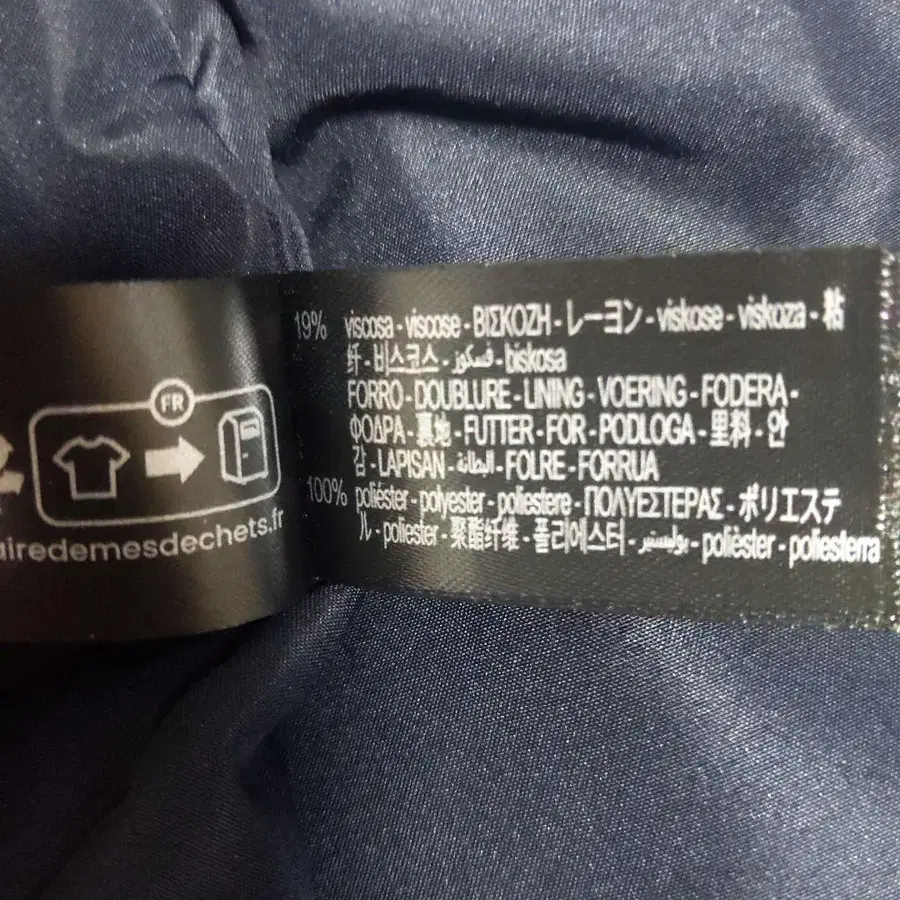 19% viscosa - viscose - ΒΙΣΚΟΖΗ - レーヨン - viskose - viskoza - 粘
纤 - 비스코스 - فسكوز - biskosa
FORRO - DOUBLURE - LINING - VOERING - FODERA -
ΦΟΔΡΑ - 裏地 - FUTTER - FOR - PODLOGA - 里料 - 안
감 - LAPISAN - البطانة - FOLRE - FORRUA
100% poliéster - polyester - poliestere - ΠΟΛΥΕΣΤΕΡΑΣ - ポリエステ
ル - poliester - 聚酯纤维 - 폴리에스터 - بوليستير - polièster - poliesterra
FR
airedemesdechets.fr